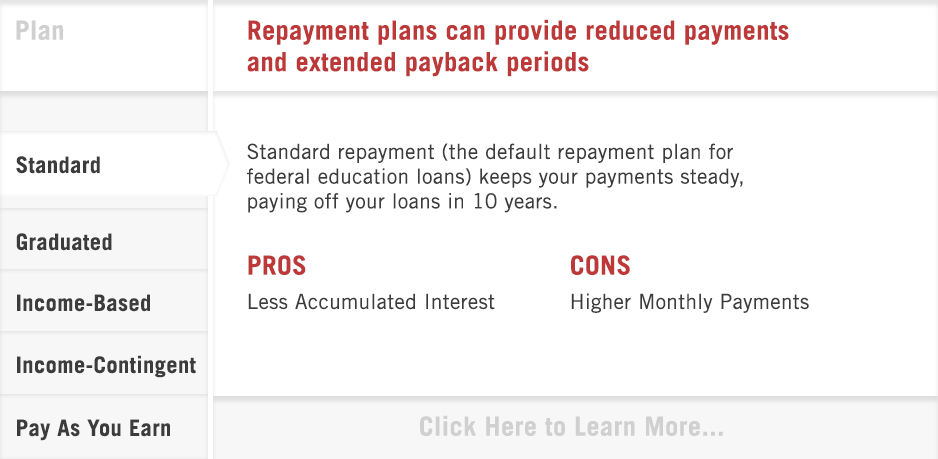 Plan
Repayment plans can provide reduced payments
and extended payback periods
Standard
Graduated
Income-Based
Income-Contingent
Pay As You Earn
Standard repayment (the default repayment plan for
federal education loans) keeps your payments steady,
paying off your loans in 10 years.
PROS
Less Accumulated Interest
CONS
Higher Monthly Payments
Click Here to Learn More...